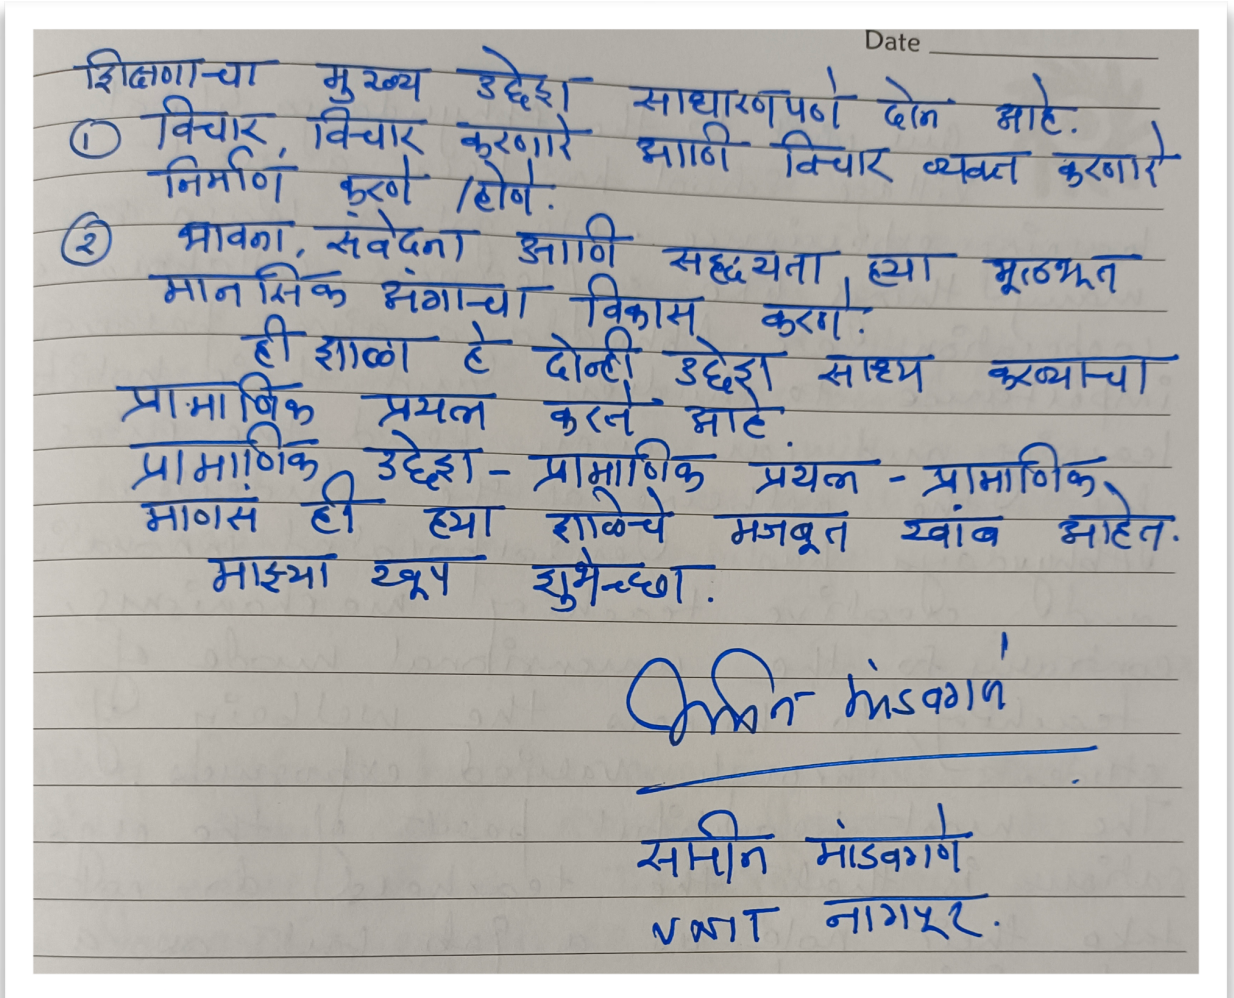 Date
शिक्षणाचा मुख्य उद्देश साधारणपणे दोन आहे.
① विचार, विचार करणारे आणि विचार व्यक्त करणारे
निर्माण करणे /होणे.
② भावना, संवेदना आणि सहृदयता, ह्या मूलभूत
मानसिक अंगाचा विकास करणे.
ही शाळा हे दोन्ही उद्देश साध्य करण्याचा
प्रामाणिक प्रयत्न करत आहे.
प्रामाणिक उद्देश - प्रामाणिक प्रयत्न - प्रामाणिक
माणसं ही ह्या शाळेचे मजबूत खांब आहेत.
माझ्या खूप शुभेच्छा.
मांडवगणे
मांडवगणे
VNIT नागपूर.